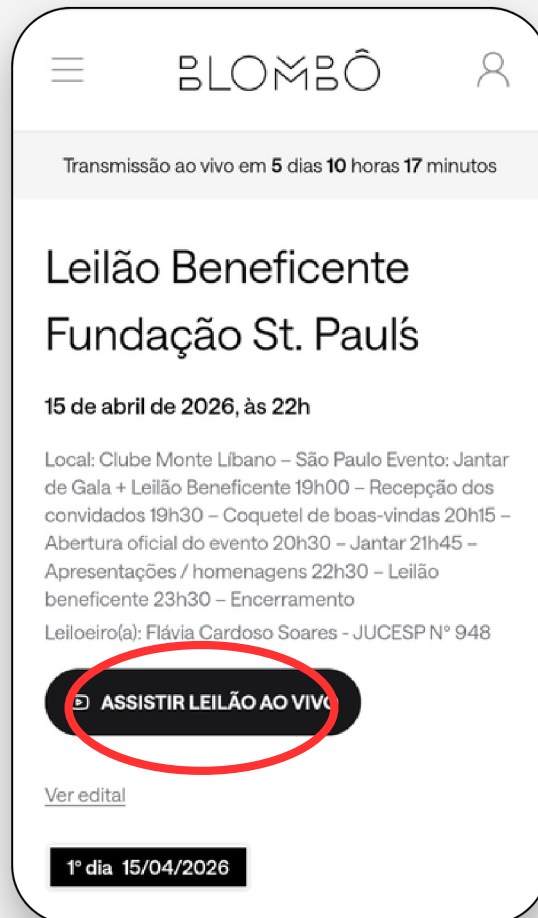 BLOMBÔ
Transmissão ao vivo em 5 dias 10 horas 17 minutos
Leilão Beneficente
Fundação St. Paulś
15 de abril de 2026, às 22h
Local: Clube Monte Líbano – São Paulo Evento: Jantar
de Gala + Leilão Beneficente 19h00 – Recepção dos
convidados 19h30 – Coquetel de boas-vindas 20h15 –
Abertura oficial do evento 20h30 – Jantar 21h45 –
Apresentações / homenagens 22h30 – Leilão
beneficente 23h30 – Encerramento
Leiloeiro(a): Flávia Cardoso Soares - JUCESP N° 948
ASSISTIR LEILÃO AO VIVO
Ver edital
1° dia 15/04/2026